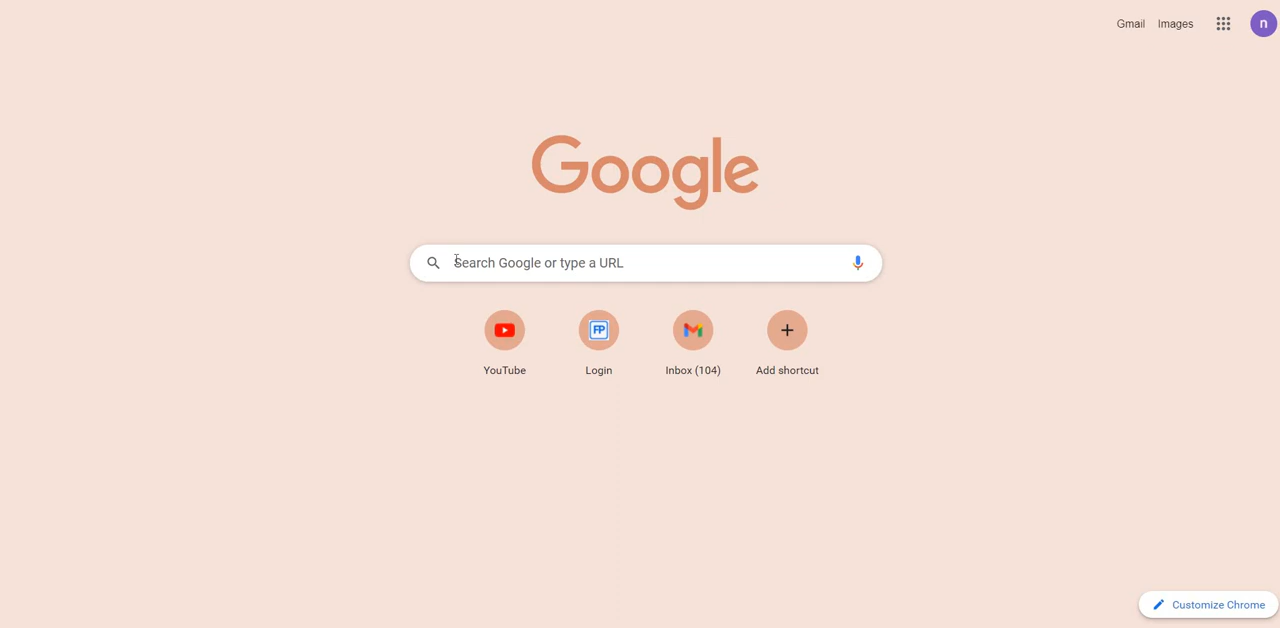 Gmail Images n
Google
Search Google or type a URL
FP
YouTube Login Inbox (104) Add shortcut
Customize Chrome